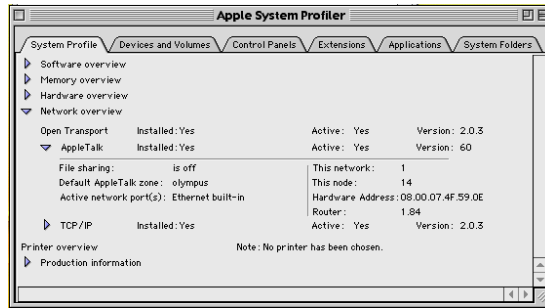 Apple System Profiler
System Profile Devices and Volumes Control Panels Extensions Applications System Folders
Software overview
Memory overview
Hardware overview
Network overview
Open Transport Installed: Yes Active: Yes Version: 2.0.3
AppleTalk Installed: Yes Active: Yes Version: 60
File sharing: is off This network: 1
Default AppleTalk zone: olympus This node: 14
Active network port(s): Ethernet built-in Hardware Address: 08.00.07.4F.59.0E
Router: 1.84
TCP/IP Installed: Yes Active: Yes Version: 2.0.3
Printer overview Note: No printer has been chosen.
Production information